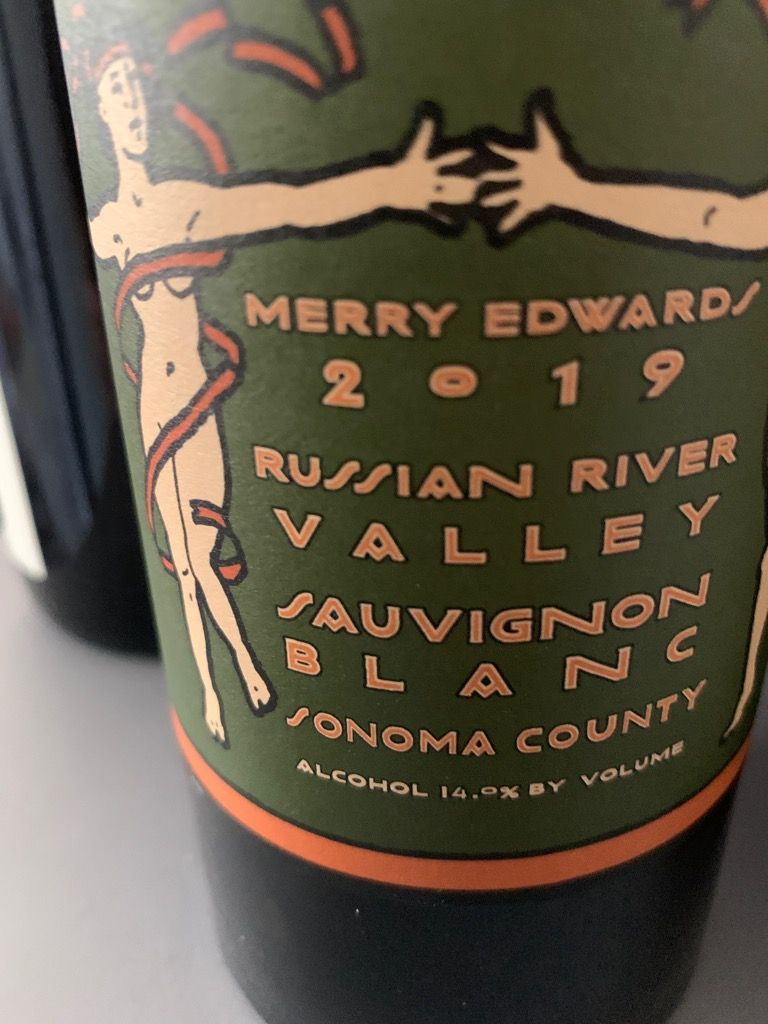 MERRY EDWARDS
2019
RUSSIAN RIVER
VALLEY
SAUVIGNON
BLANC
SONOMA COUNTY
ALCOHOL 14.0% BY VOLUME